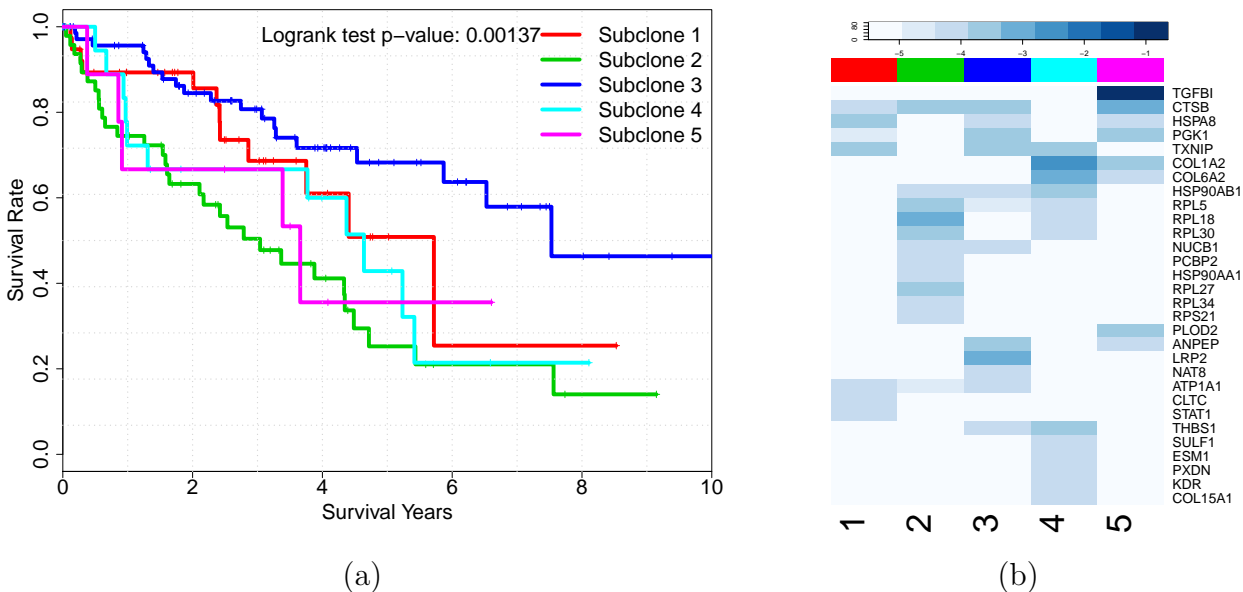 Logrank test p−value: 0.00137
Subclone 1
Subclone 2
Subclone 3
Subclone 4
Subclone 5
1.0
0.8
0.6
0.4
0.2
0.0
Survival Rate
0 2 4 6 8 10
Survival Years
(a)
−5 −4 −3 −2 −1
TGFBI
CTSB
HSPA8
PGK1
TXNIP
COL1A2
COL6A2
HSP90AB1
RPL5
RPL18
RPL30
NUCB1
PCBP2
HSP90AA1
RPL27
RPL34
RPS21
PLOD2
ANPEP
LRP2
NAT8
ATP1A1
CLTC
STAT1
THBS1
SULF1
ESM1
PXDN
KDR
COL15A1
1 2 3 4 5
(b)